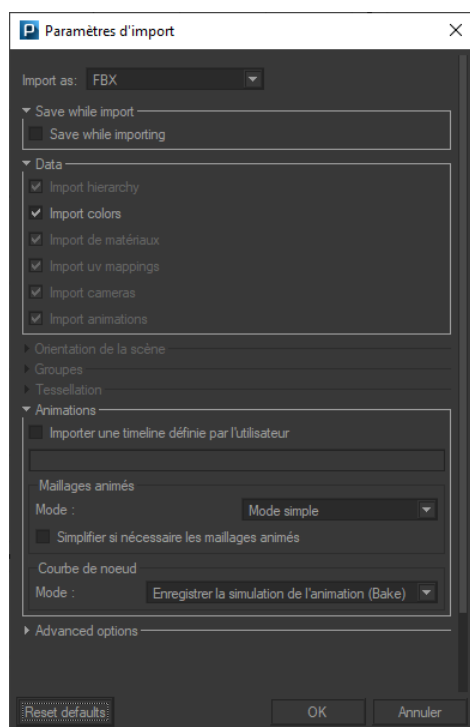 Paramètres d'import
Import as: FBX
Save while import
Save while importing
Data
Import hierarchy
Import colors
Import de matériaux
Import uv mappings
Import cameras
Import animations
Orientation de la scène
Groupes
Tessellation
Animations
Importer une timeline définie par l'utilisateur
Maillages animés
Mode : Mode simple
Simplifier si nécessaire les maillages animés
Courbe de noeud
Mode : Enregistrer la simulation de l'animation (Bake)
Advanced options
Reset defaults OK Annuler